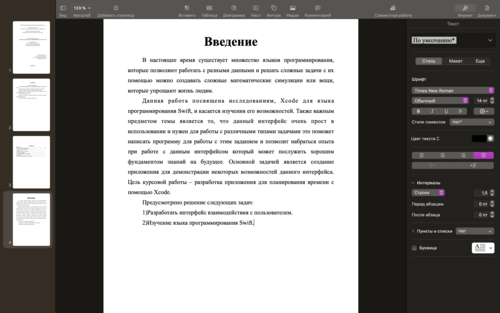 123 %
Вид
Масштаб
Добавить страницу
Вставить
Таблица
Диаграмма
Текст
Фигура
Медиа
Комментарий
Совместная работа
Формат
Документ
Введение
В настоящее время существует множество языков программирования,
которые позволяют работать с разными данными и решать сложные задачи с их
помощью можно создавать сложные математические симуляции или вещи,
которые упрощают жизнь людям.
Данная работа посвещена исследованиям, Xcode для языка
программирования Swift, и касается изучения его возможностей. Также важным
предметом темы является то, что данный интерфейс очень прост в
использовании и нужен для работы с различными типами задачами это поможет
написать программу для работы с этим заданием и позволит набраться опыта
при работе с данным интерфейсом который может послужить хорошим
фундаментом знаний на будущее. Основной задачей является создание
приложения для демонстрации некоторых возможностей данного интерфейса.
Цель курсовой работы – разработка приложения для планирования времени с
помощью Xcode.
Предусмотрено решение следующих задач:
1)Разработать интерфейс взаимодействия с пользователем.
2)Изучение языка программирования Swift.
Текст
По умолчанию*
Стиль
Макет
Еще
Шрифт
Times New Roman
Обычный
14 пт
B
I
U
S
Стили символов
Нет*
Цвет текста
Интервалы
Строки
1,5
Перед абзацем
0 пт
После абзаца
0 пт
Пункты и списки
Нет
Буквица
1
2
3
4